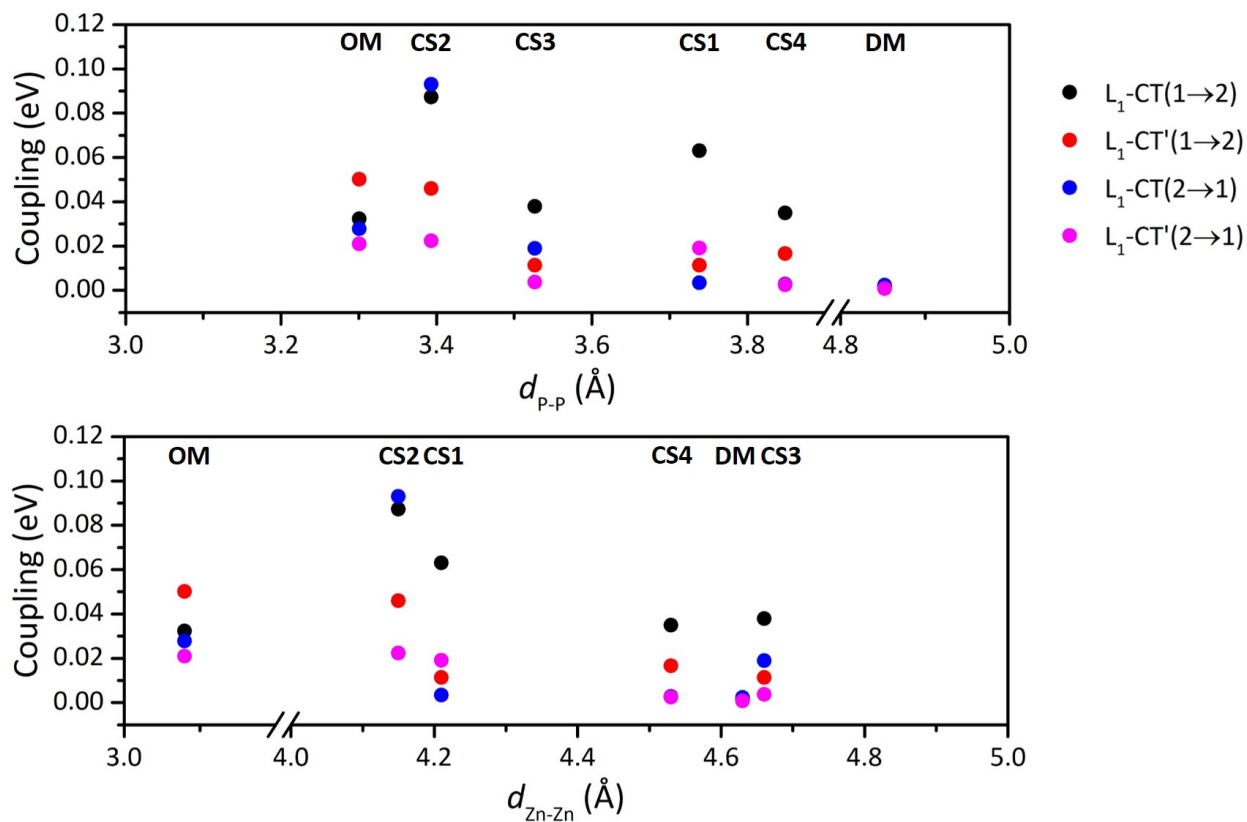 0.12
OM CS2 CS3 CS1 CS4 DM
0.10
0.08
0.06
0.04
0.02
0.00
Coupling (eV)
3.0 3.2 3.4 3.6 3.8 4.8 5.0
d P-P (Å)
L1-CT(1→2)
L1-CT'(1→2)
L1-CT(2→1)
L1-CT'(2→1)
0.12
OM CS2 CS1 CS4 DM CS3
0.10
0.08
0.06
0.04
0.02
0.00
Coupling (eV)
3.0 4.0 4.2 4.4 4.6 4.8 5.0
d Zn-Zn (Å)